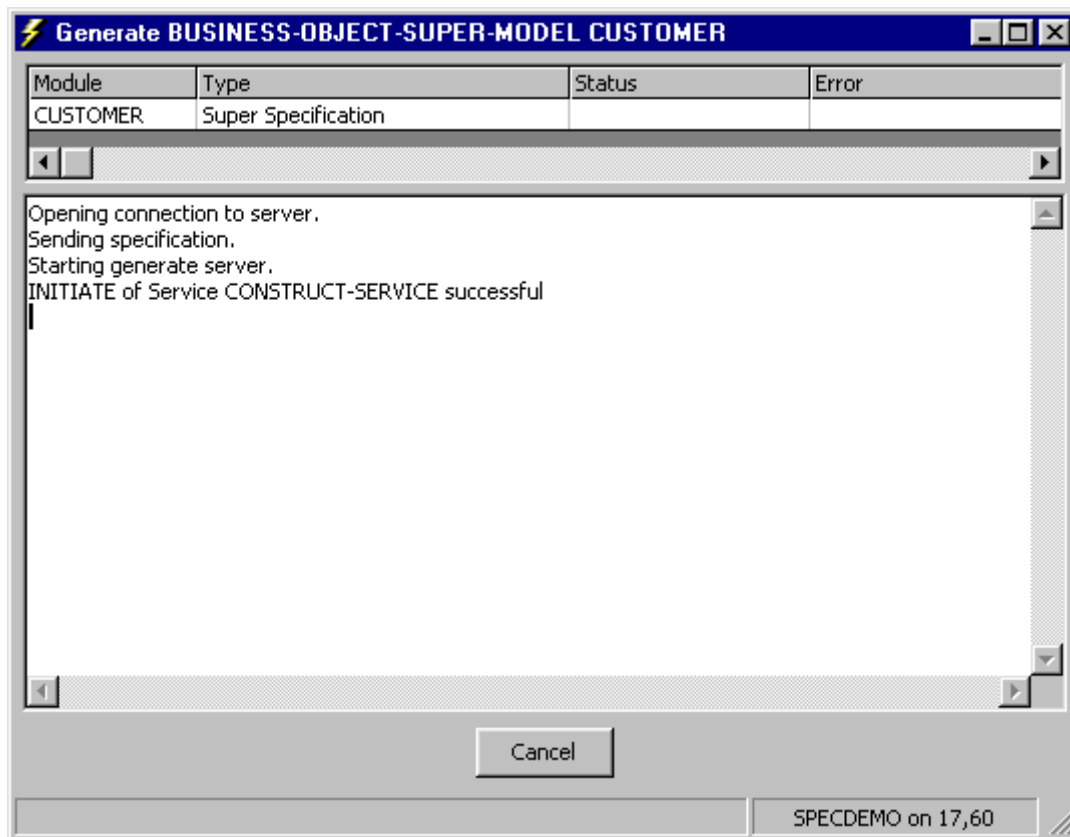 Generate BUSINESS-OBJECT-SUPER-MODEL CUSTOMER
Module Type Status Error
CUSTOMER Super Specification
Opening connection to server.
Sending specification.
Starting generate server.
INITIATE of Service CONSTRUCT-SERVICE successful
Cancel
SPECDEMO on 17,60